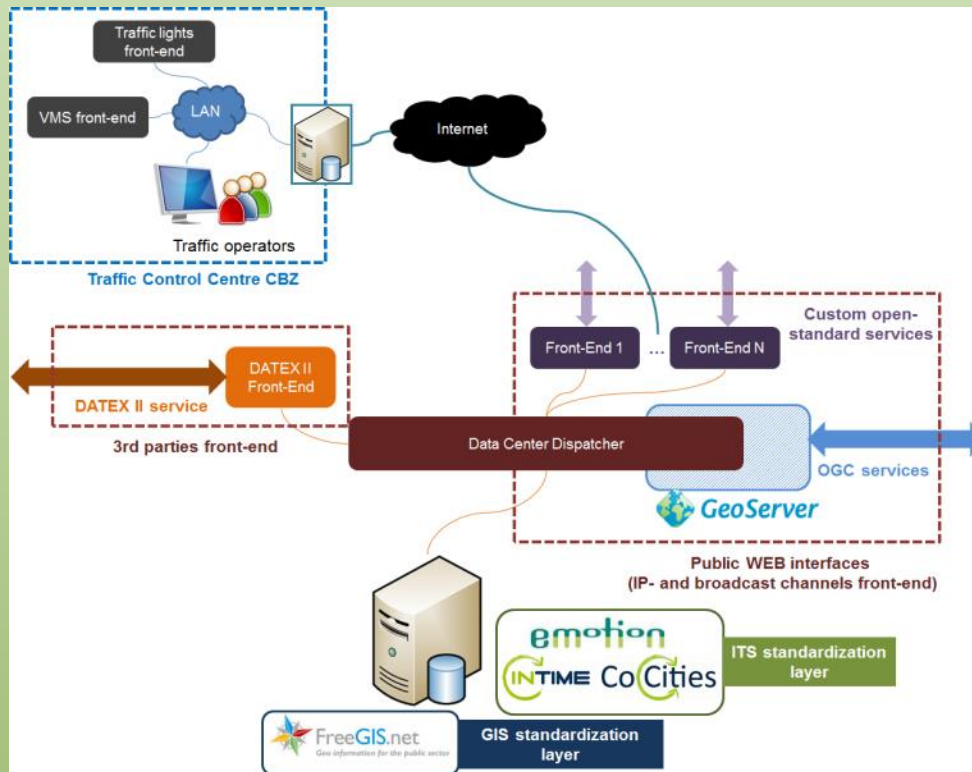 Traffic lights
front-end
VMS front-end
LAN
Internet
Traffic operators
Traffic Control Centre CBZ
Custom open-
standard services
Front-End 1
...
Front-End N
DATEX II
Front-End
DATEX II service
3rd parties front-end
Data Center Dispatcher
OGC services
GeoServer
Public WEB interfaces
(IP- and broadcast channels front-end)
emotion
INTIME
CoCities
ITS standardization
layer
FreeGIS.net
Geo information for the public sector
GIS standardization
layer